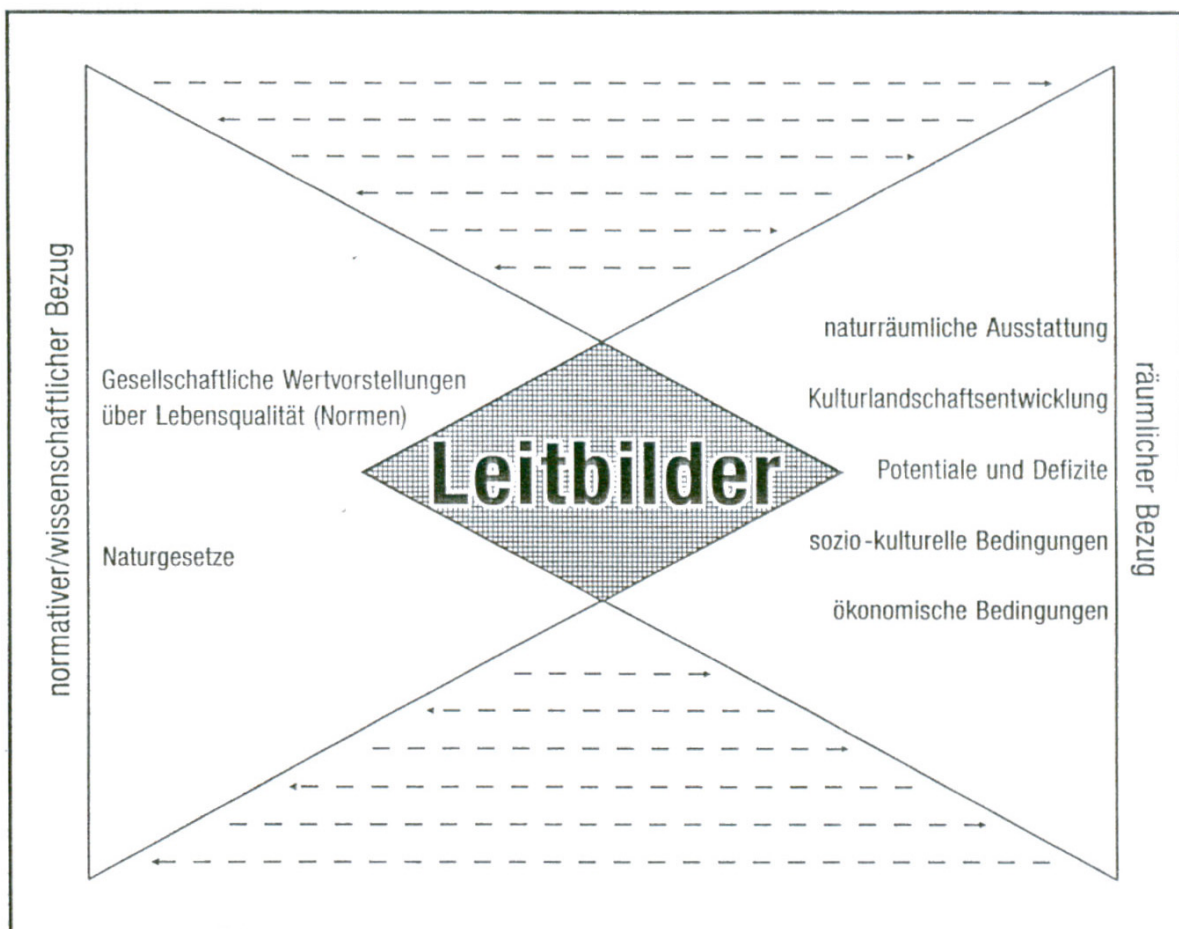 normativer/wissenschaftlicher Bezug
Gesellschaftliche Wertvorstellungen
über Lebensqualität (Normen)
Naturgesetze
Leitbilder
naturräumliche Ausstattung
Kulturlandschaftsentwicklung
Potentiale und Defizite
sozio-kulturelle Bedingungen
ökonomische Bedingungen
räumlicher Bezug